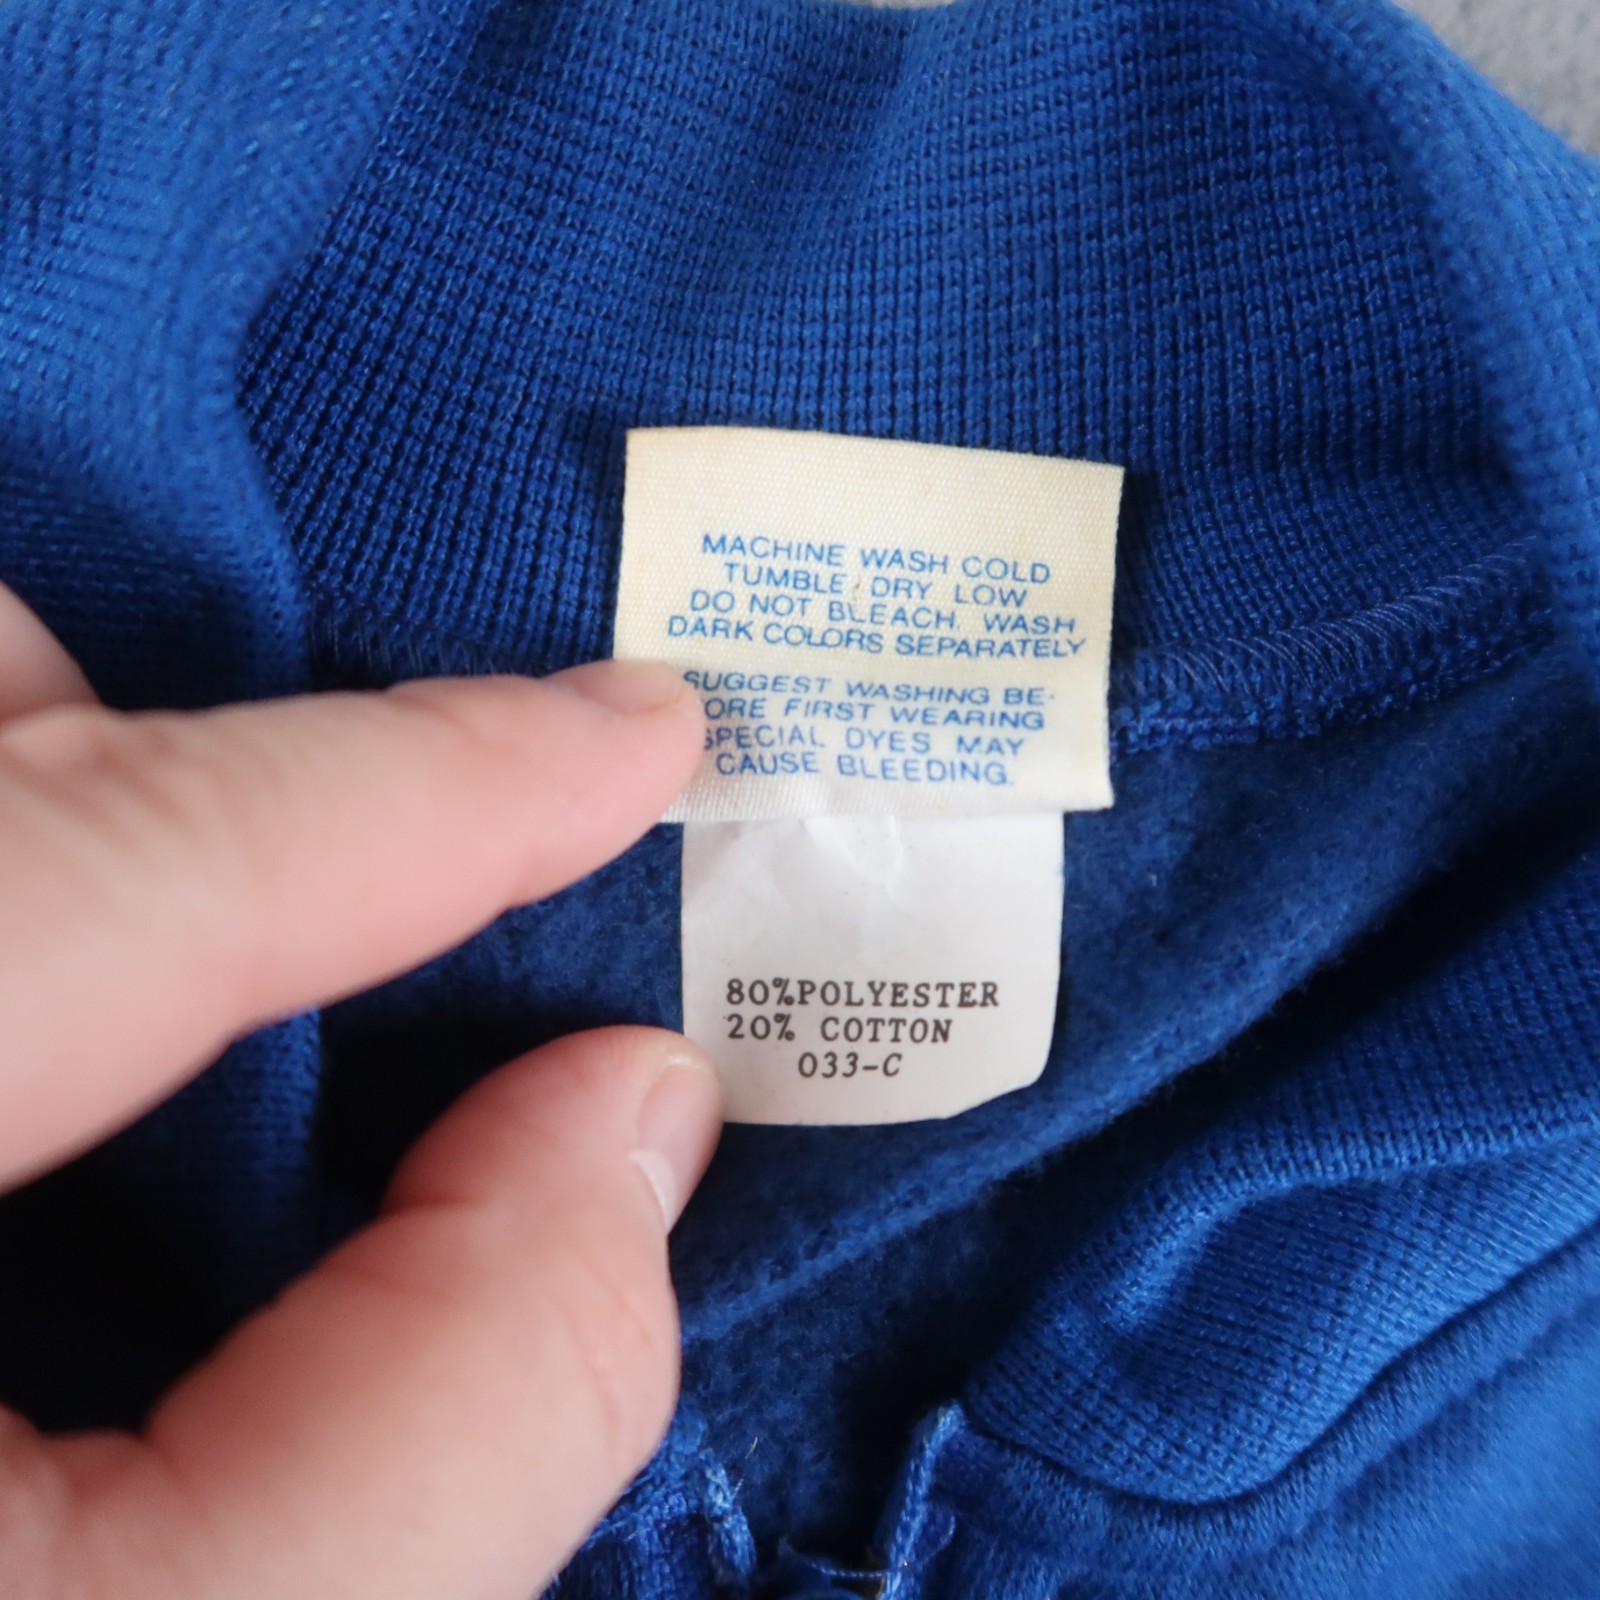 MACHINE WASH COLD
TUMBLE DRY LOW
DO NOT BLEACH. WASH
DARK COLORS SEPARATELY
SUGGEST WASHING BE-
FORE FIRST WEARING
SPECIAL DYES MAY
CAUSE BLEEDING.
80%POLYESTER
20% COTTON
033-C